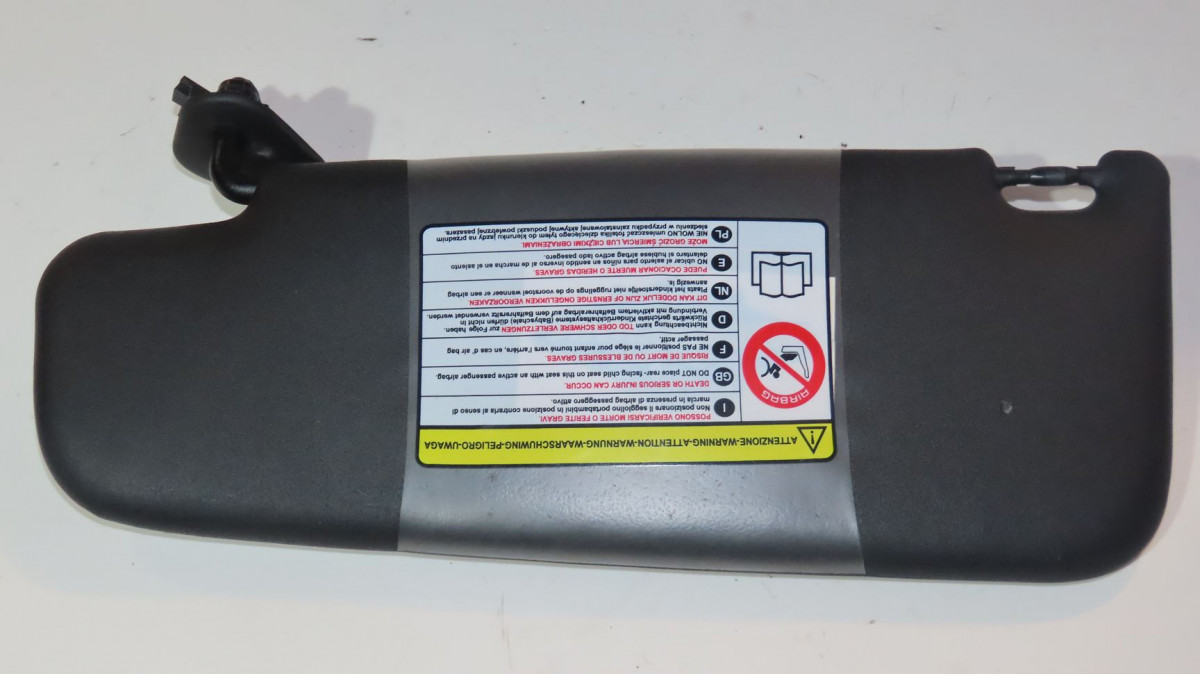 ATTENZIONE-WARNING-ATTENTION-WARNUNG-WAARSCHUWING-PELIGRO-UWAGA
AIRBAG
I
POSSONO VERIFICARSI MORTE O FERITE GRAVI.
Non posizionare il seggiolino portabambini in posizione contraria al senso di
marcia in presenza di airbag passeggero attivo.
GB
DEATH OR SERIOUS INJURY CAN OCCUR.
DO NOT place rear- facing child seat on this seat with an active passenger airbag.
F
RISQUE DE MORT OU DE BLESSURES GRAVES.
NE PAS positionner le siège pour enfant tourné vers l'arrière, en cas d' air bag
passager actif.
D
Nichtbeachtung kann TOD ODER SCHWERE VERLETZUNGEN zur Folge haben.
Rückwärts gerichtete Kinderrückhaltesysteme (Babyschale) dürfen nicht in
Verbindung mit aktiviertem Beifahrerairbag auf dem Beifahrersitz verwendet werden.
NL
DIT KAN DODELIJK ZIJN OF ERNSTIGE ONGELUKKEN VEROORZAKEN.
Plaats het kinderstoeltje niet ruggelings op de voorstoel wanneer er een airbag
aanwezig is.
E
PUEDE OCACIONAR MUERTE O HERIDAS GRAVES.
NO ubicar el asiento para niños en sentido inverso al de marcha en el asiento
delantero si hubiese airbag activo lado pasegero.
PL
MOŻE GROZIĆ ŚMIERCIĄ LUB CIĘŻKIMI OBRAŻENIAMI.
NIE WOLNO umieszczać fotelika dziecięcego tyłem do kierunku jazdy na przednim
siedzeniu w przypadku zainstalowanej aktywnej poduszki powietrznej pasażera.